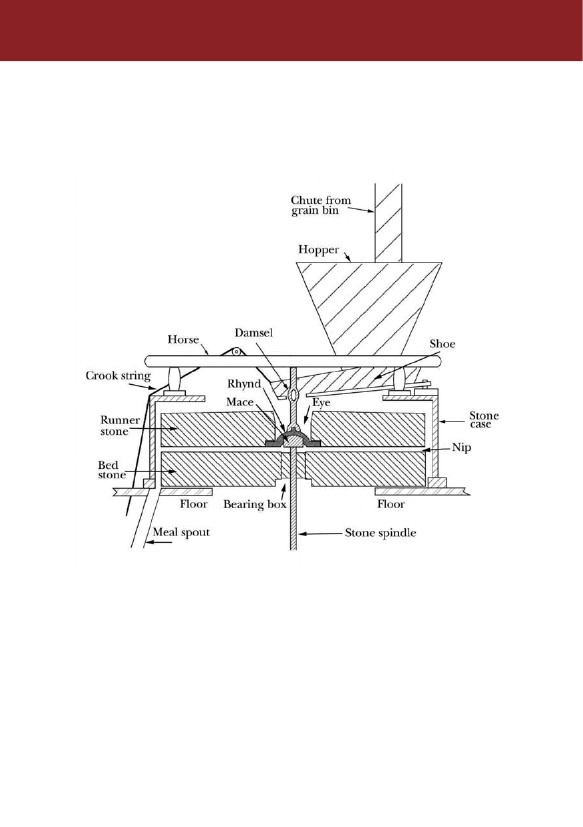 Chute from
grain bin
Hopper
Damsel
Horse
Shoe
Crook string
Rhynd
Mace
Eye
Runner
stone
Stone
case
Nip
Bed
stone
Floor
Bearing box
Floor
Meal spout
Stone spindle